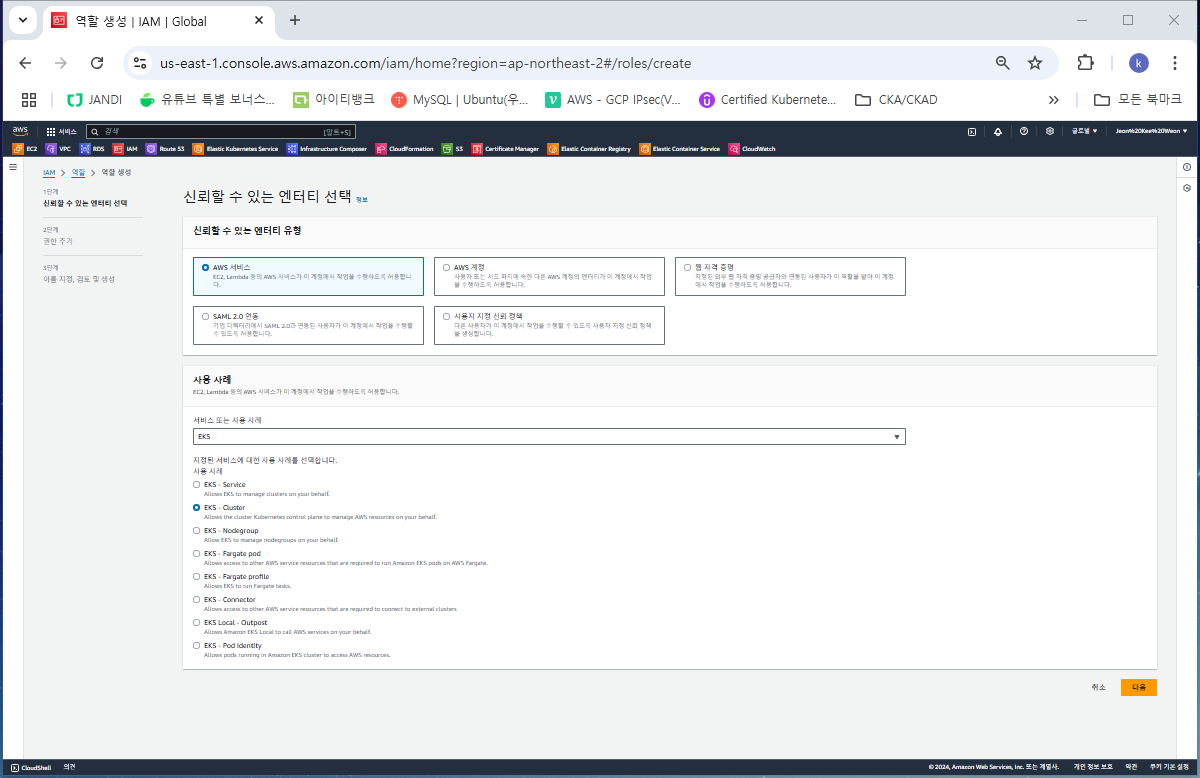 역할 생성 | IAM | Global
us-east-1.console.aws.amazon.com/iam/home?region=ap-northeast-2#/roles/create
k
JANDI
유튜브 특별 보너스...
아이티뱅크
MySQL | Ubuntu(우...
AWS - GCP IPsec(V...
Certified Kubernete...
CKA/CKAD
모든 북마크
aws
서비스
검색
[알트+S]
글로벌
Jeon%20Kee%20Weon
EC2
VPC
RDS
IAM
Route 53
Elastic Kubernetes Service
Infrastructure Composer
CloudFormation
S3
Certificate Manager
Elastic Container Registry
Elastic Container Service
CloudWatch
IAM > 역할 > 역할 생성
1단계
신뢰할 수 있는 엔터티 선택
2단계
권한 추가
3단계
이름 지정, 검토 및 생성
신뢰할 수 있는 엔터티 선택 정보
신뢰할 수 있는 엔터티 유형
AWS 서비스
EC2, Lambda 등의 AWS 서비스가 이 계정에서 작업을 수행하도록 허용합니
다.
AWS 계정
사용자 또는 서드 파티에 속한 다른 AWS 계정의 엔터티가 이 계정에서 작업
을 수행하도록 허용합니다.
웹 자격 증명
지정된 외부 웹 자격 증명 공급자와 연동된 사용자가 이 역할을 맡아 이 계정
에서 작업을 수행하도록 허용합니다.
SAML 2.0 연동
기업 디렉터리에서 SAML 2.0과 연동된 사용자가 이 계정에서 작업을 수행할
수 있도록 허용합니다.
사용자 지정 신뢰 정책
다른 사용자가 이 계정에서 작업을 수행할 수 있도록 사용자 지정 신뢰 정책
을 생성합니다.
사용 사례
EC2, Lambda 등의 AWS 서비스가 이 계정에서 작업을 수행하도록 허용합니다.
서비스 또는 사용 사례
EKS
지정된 서비스에 대한 사용 사례를 선택합니다.
사용 사례
EKS - Service
Allows EKS to manage clusters on your behalf.
EKS - Cluster
Allows the cluster Kubernetes control plane to manage AWS resources on your behalf.
EKS - Nodegroup
Allow EKS to manage nodegroups on your behalf.
EKS - Fargate pod
Allows access to other AWS service resources that are required to run Amazon EKS pods on AWS Fargate.
EKS - Fargate profile
Allows EKS to run Fargate tasks.
EKS - Connector
Allows access to other AWS service resources that are required to connect to external clusters
EKS Local - Outpost
Allows Amazon EKS Local to call AWS services on your behalf.
EKS - Pod Identity
Allows pods running in Amazon EKS cluster to access AWS resources.
취소
다음
CloudShell
의견
© 2024, Amazon Web Services, Inc. 또는 계열사.
개인 정보 보호
약관
쿠키 기본 설정